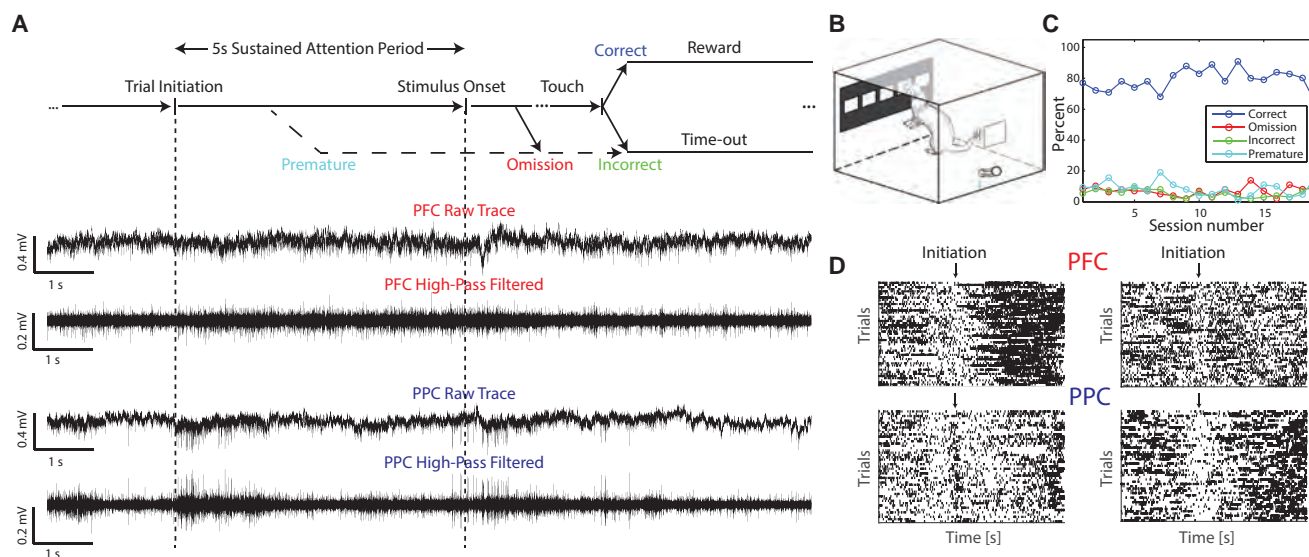 A
5s Sustained Attention Period
Correct
Reward
...
Trial Initiation
Stimulus Onset
...
Touch
...
Premature
Omission
Incorrect
Time-out
PFC Raw Trace
0.4 mV
1 s
PFC High-Pass Filtered
0.2 mV
1 s
PPC Raw Trace
0.4 mV
1 s
PPC High-Pass Filtered
0.2 mV
1 s
B
C
100
80
60
40
20
0
Percent
5
10
15
Session number
Correct
Omission
Incorrect
Premature
D
Initiation
PFC
Initiation
Trials
Trials
PPC
Trials
Trials
Time [s]
Time [s]